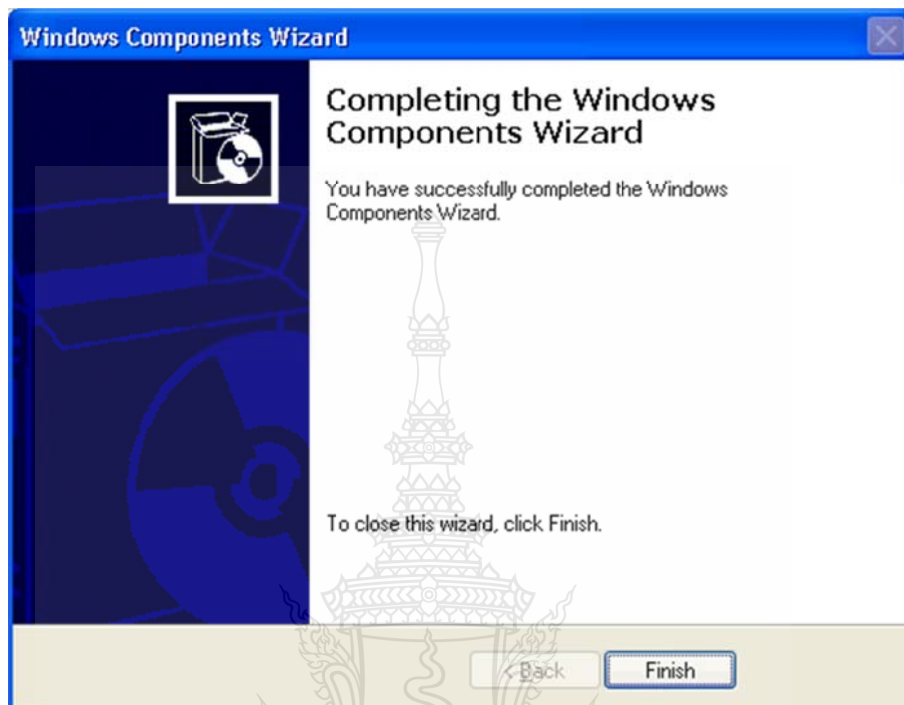 Windows Components Wizard
Completing the Windows
Components Wizard
You have successfully completed the Windows
Components Wizard.
To close this wizard, click Finish.
< Back
Finish